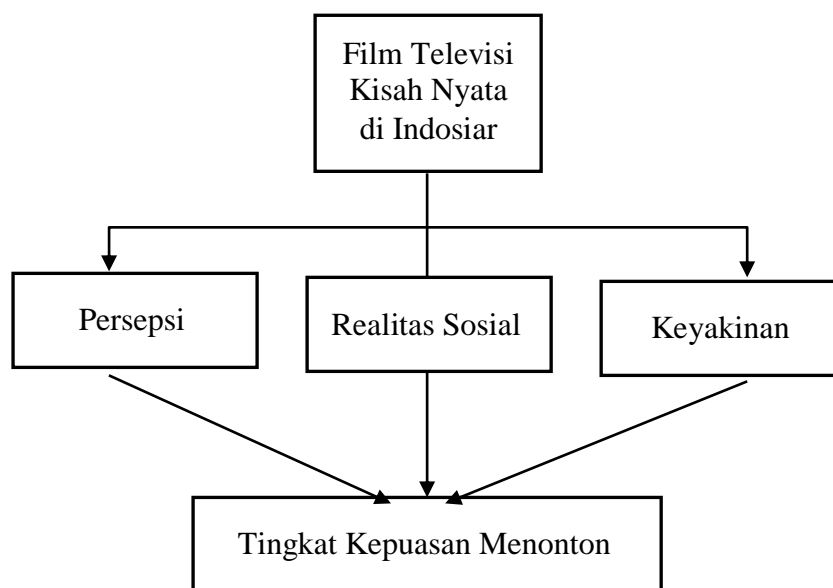 Film Televisi
Kisah Nyata
di Indosiar
Persepsi
Realitas Sosial
Keyakinan
Tingkat Kepuasan Menonton